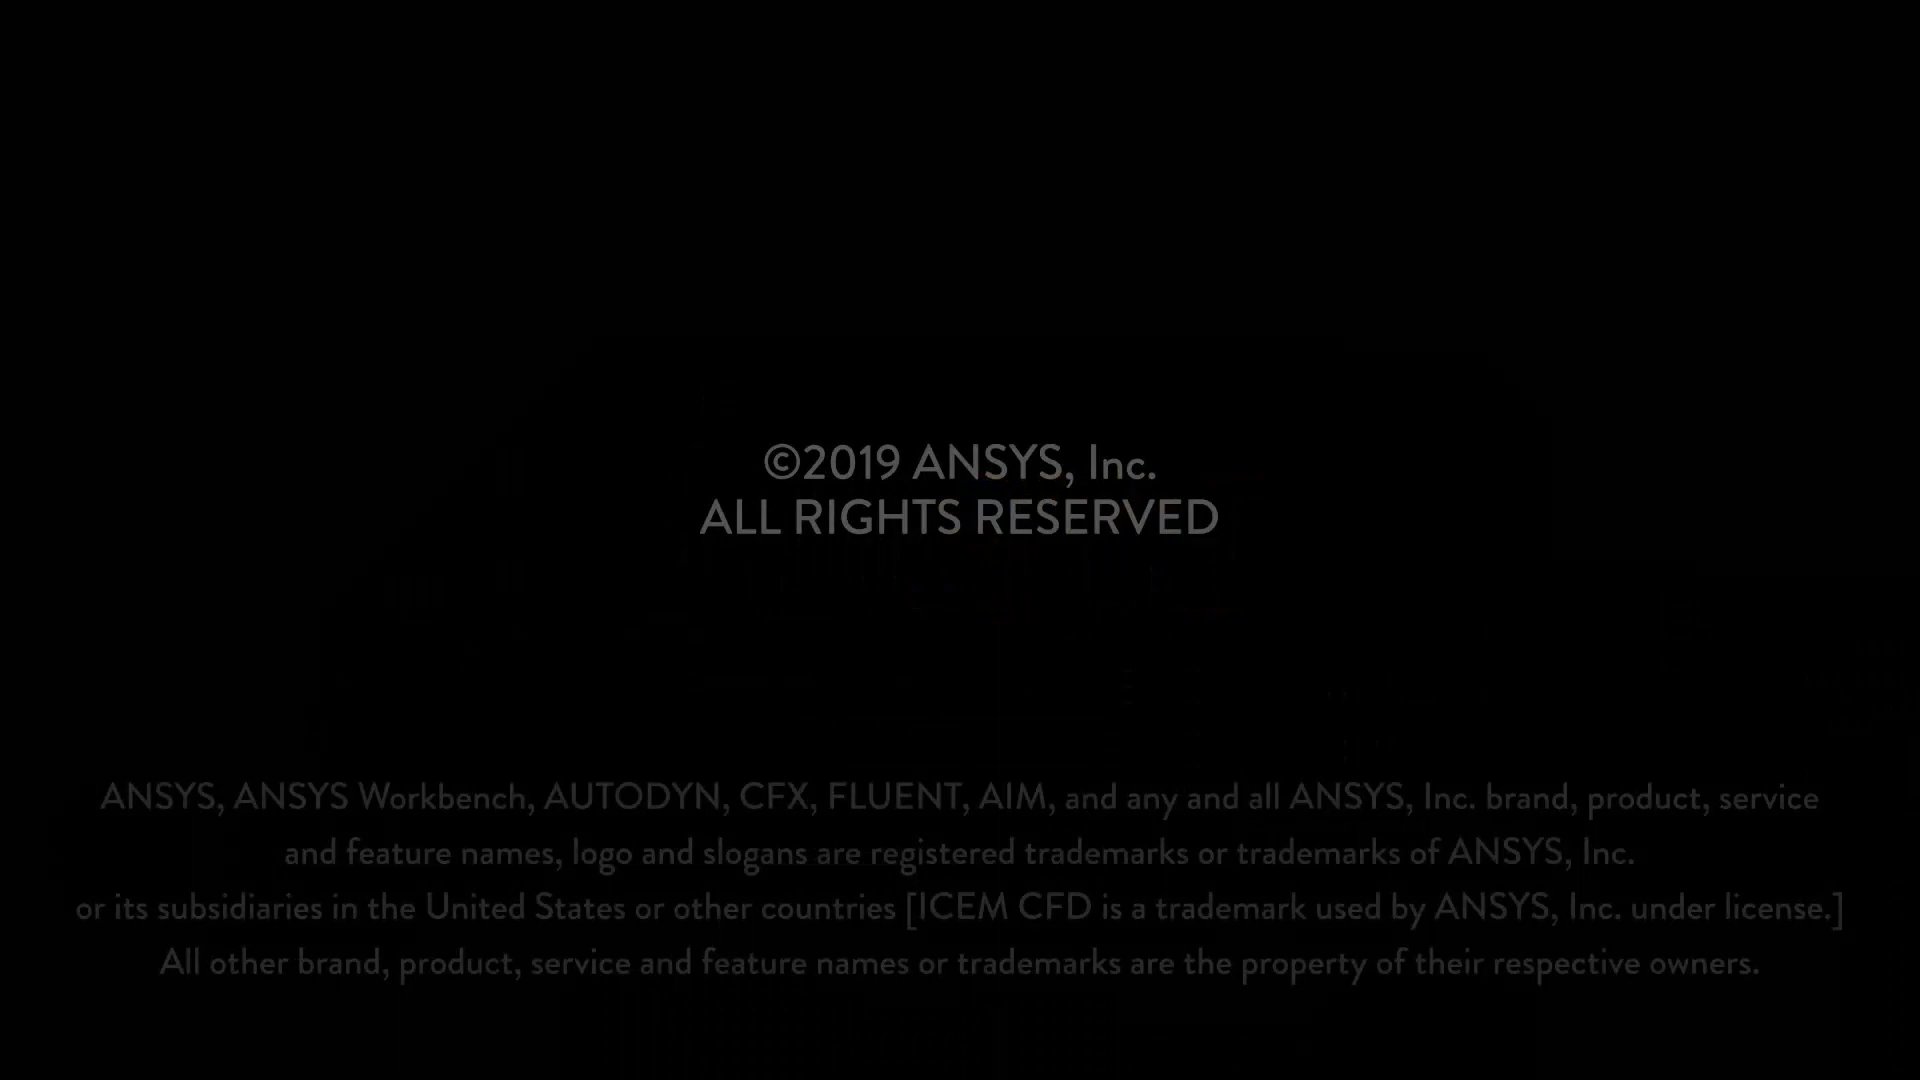 ©2019 ANSYS, Inc.
ALL RIGHTS RESERVED
ANSYS, ANSYS Workbench, AUTODYN, CFX, FLUENT, AIM, and any and all ANSYS, Inc. brand, product, service
and feature names, logo and slogans are registered trademarks or trademarks of ANSYS, Inc.
or its subsidiaries in the United States or other countries [ICEM CFD is a trademark used by ANSYS, Inc. under license.]
All other brand, product, service and feature names or trademarks are the property of their respective owners.